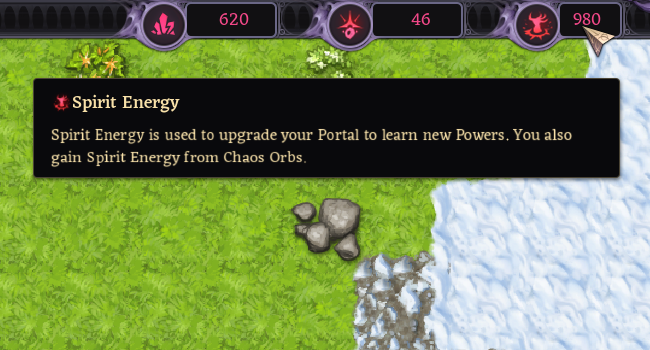 620 46 980
Spirit Energy
Spirit Energy is used to upgrade your Portal to learn new Powers. You also
gain Spirit Energy from Chaos Orbs.